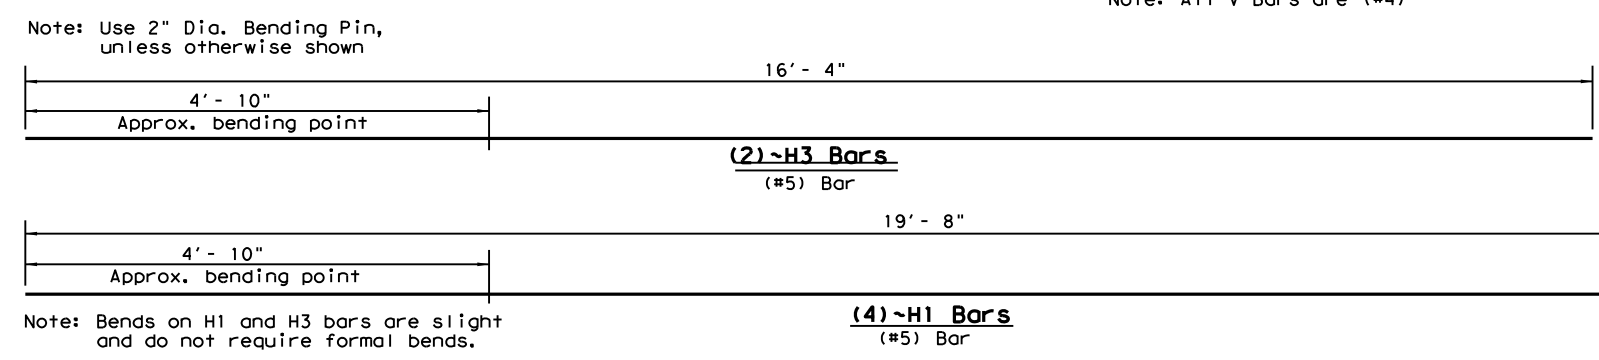 Note: All V Bars are (#4)
Note: Use 2" Dia. Bending Pin,
unless otherwise shown
16'- 4"
4'- 10"
Approx. bending point
(2)~H3 Bars
(#5) Bar
19'- 8"
4'- 10"
Approx. bending point
(4)~H1 Bars
(#5) Bar
Note: Bends on H1 and H3 bars are slight
and do not require formal bends.